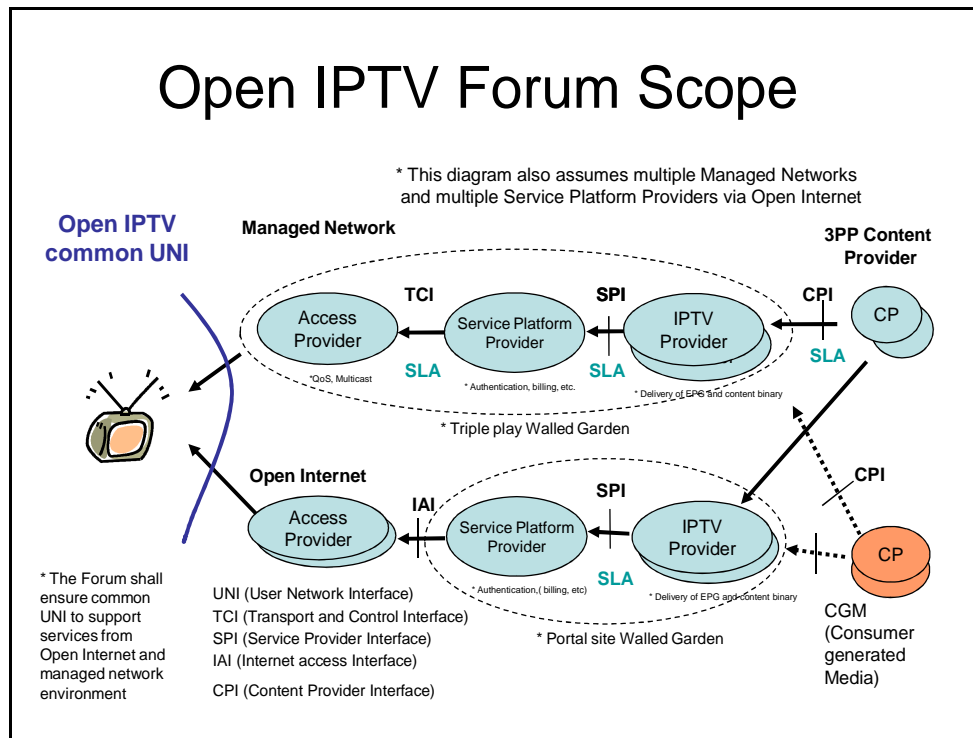 Open IPTV Forum Scope
* This diagram also assumes multiple Managed Networks
and multiple Service Platform Providers via Open Internet
Open IPTV
common UNI
Managed Network
3PP Content
Provider
TCI
SPI
CPI
Access
Provider
Service Platform
Provider
IPTV
Provider
CP
SLA
SLA
SLA
*QoS, Multicast
* Authentication, billing, etc.
* Delivery of EPG and content binary
* Triple play Walled Garden
Open Internet
IAI
SPI
CPI
Access
Provider
Service Platform
Provider
IPTV
Provider
CP
SLA
* Authentication,( billing, etc)
* Delivery of EPG and content binary
* Portal site Walled Garden
CGM
(Consumer
generated
Media)
* The Forum shall
ensure common
UNI to support
services from
Open Internet and
managed network
environment
UNI (User Network Interface)
TCI (Transport and Control Interface)
SPI (Service Provider Interface)
IAI (Internet access Interface)
CPI (Content Provider Interface)